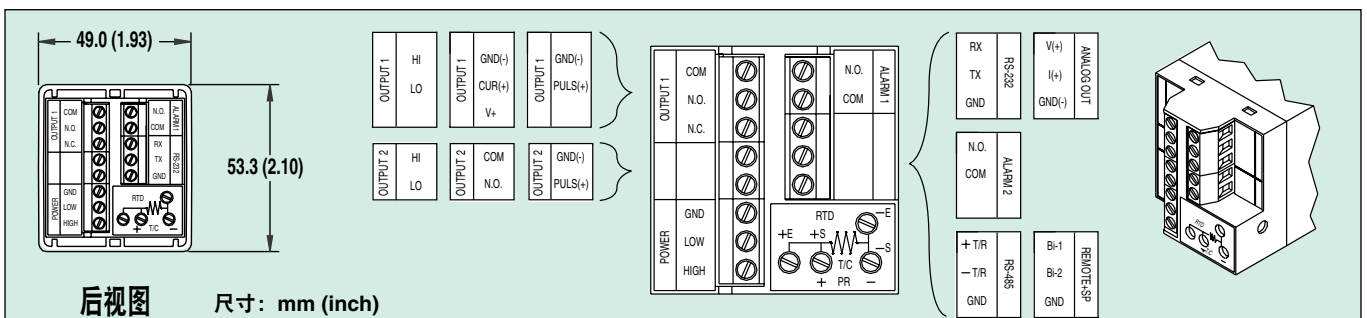 49.0 (1.93)
53.3 (2.10)
OUTPUT 1
COM
N.O.
N.C.
N.O.
COM
ALARM 1
RX
TX
GND
RS-232
POWER
GND
LOW
HIGH
RTD
+ T/C −
后视图
尺寸：mm (inch)
OUTPUT 1
HI
LO
OUTPUT 1
GND(-)
CUR(+)
V+
OUTPUT 1
GND(-)
PULS(+)
OUTPUT 2
HI
LO
OUTPUT 2
COM
N.O.
OUTPUT 2
GND(-)
PULS(+)
OUTPUT 1
COM
N.O.
N.C.
N.O.
COM
ALARM 1
POWER
GND
LOW
HIGH
RTD
−E
+E +S
−S
T/C
+ PR −
RX
TX
GND
RS-232
V(+)
I(+)
GND(-)
ANALOG OUT
N.O.
COM
ALARM 2
+ T/R
− T/R
GND
RS-485
Bi-1
Bi-2
GND
REMOTE+SP
RTD
T/C